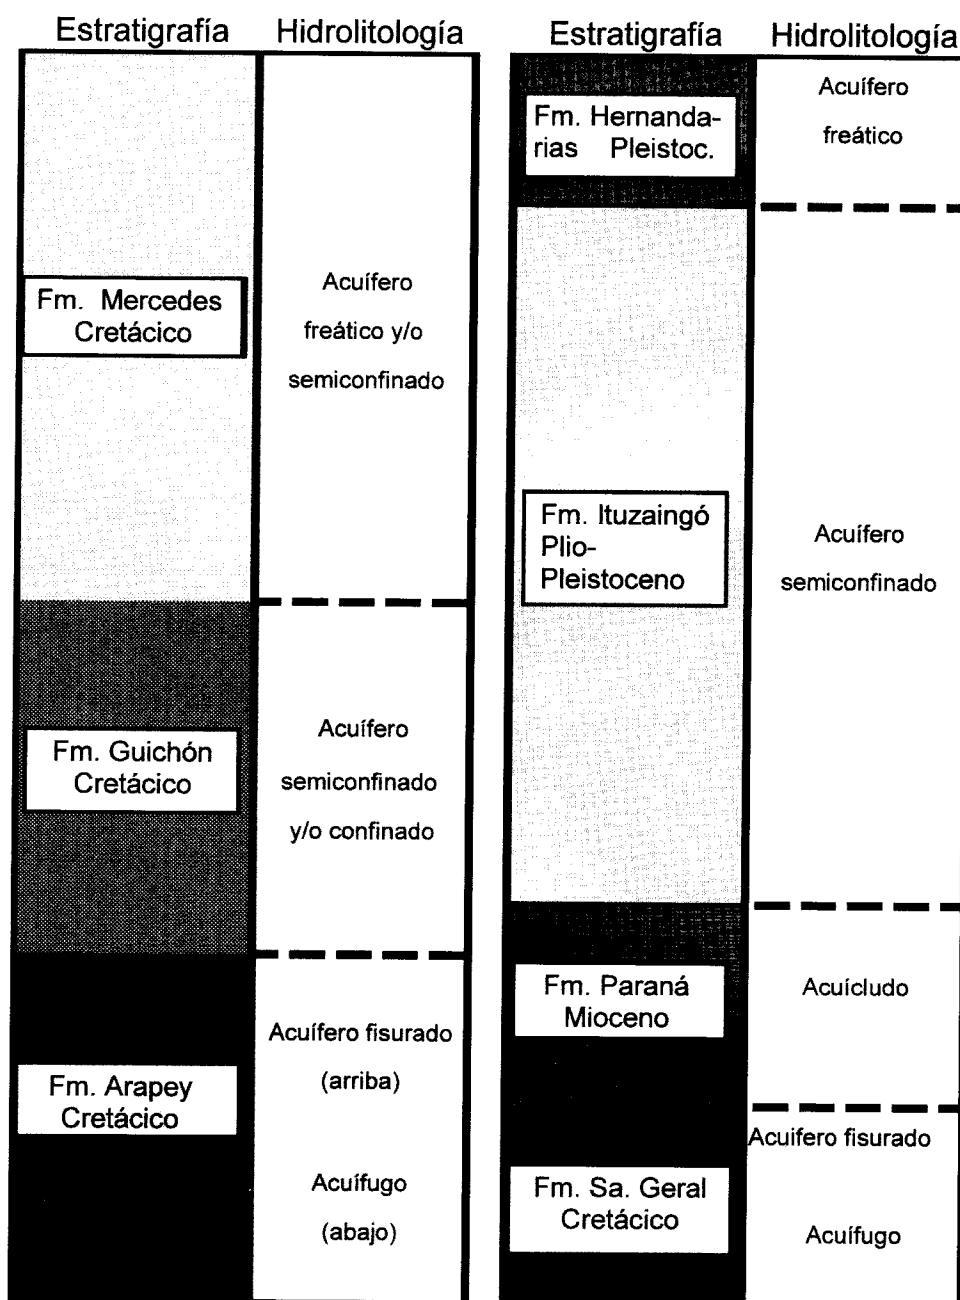 Estratigrafía Hidrolitología
Fm. Mercedes
Cretácico
Acuífero
freático y/o
semiconfinado
Fm. Guichón
Cretácico
Acuífero
semiconfinado
y/o confinado
Fm. Arapey
Cretácico
Acuífero fisurado
(arriba)
Acuífugo
(abajo)
Estratigrafía Hidrolitología
Fm. Hernanda-
rias Pleistoc.
Acuífero
freático
Fm. Ituzaingó
Plio-
Pleistoceno
Acuífero
semiconfinado
Fm. Paraná
Mioceno
Acuícludo
Acuifero fisurado
Fm. Sa. Geral
Cretácico
Acuífugo